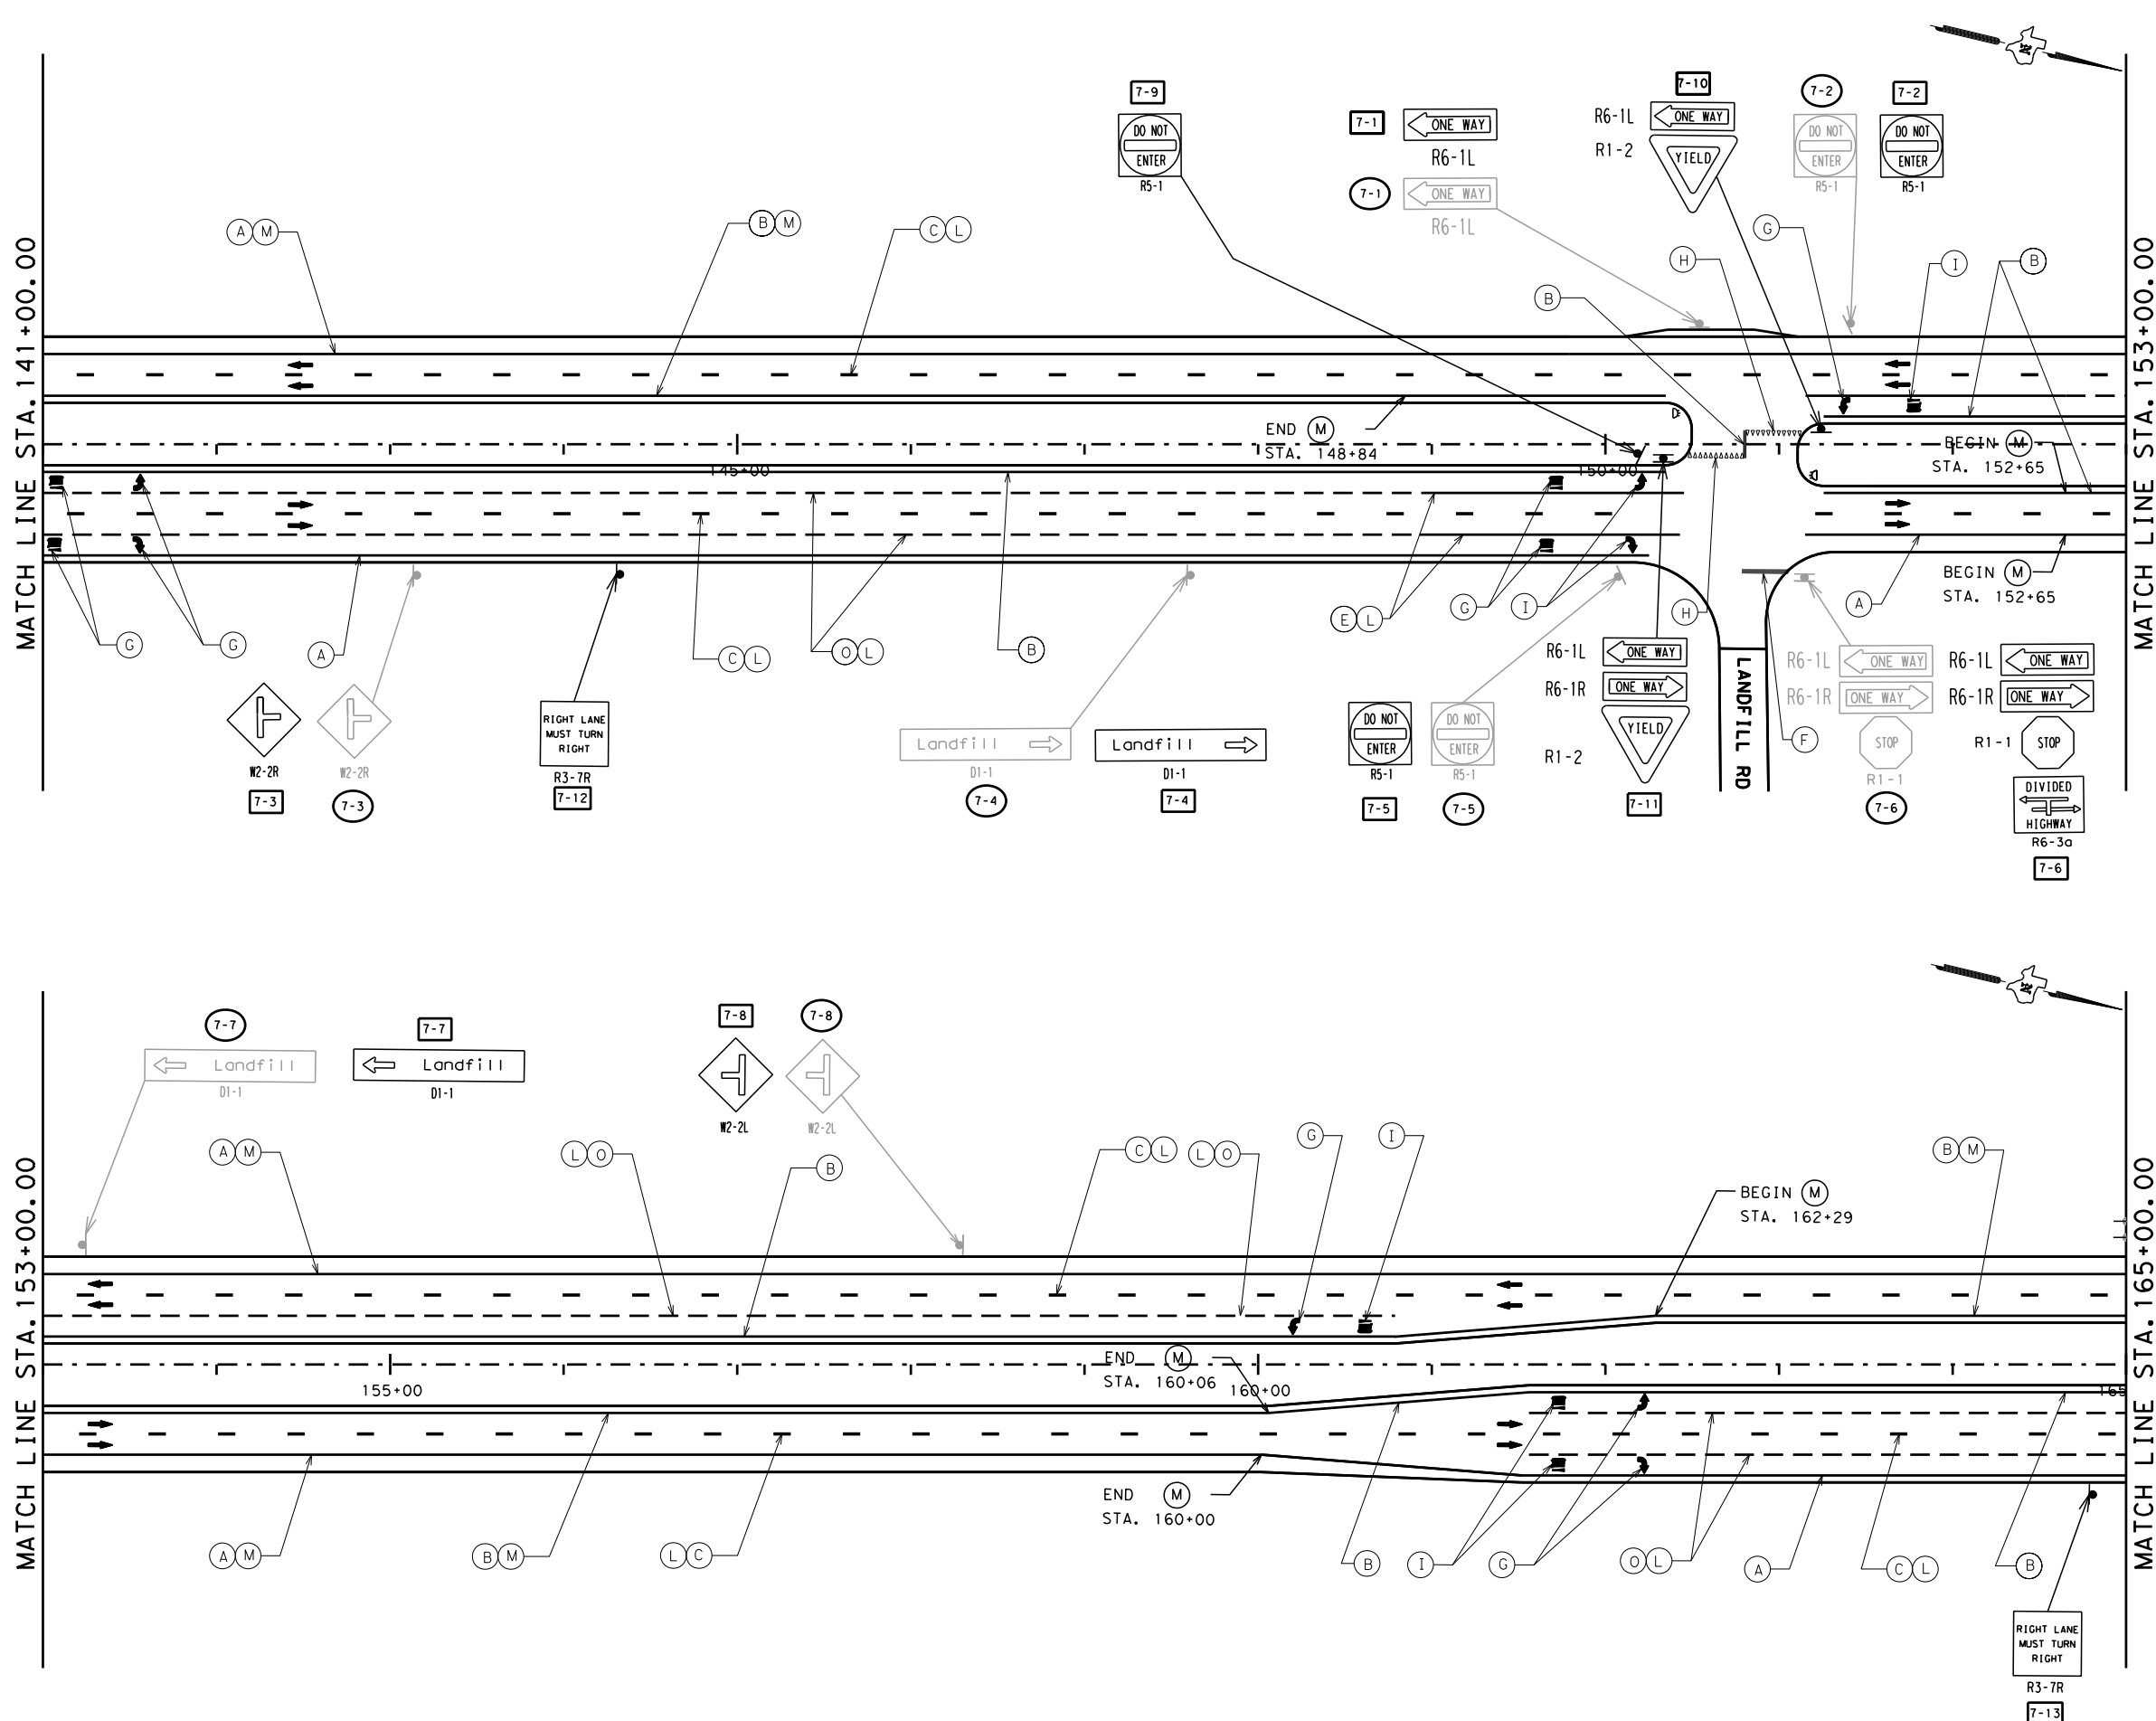 7-9
DO NOT
ENTER
R5-1
7-1
ONE WAY
R6-1L
7-1
ONE WAY
R6-1L
7-10
R6-1L
ONE WAY
R1-2
YIELD
7-2
DO NOT
ENTER
R5-1
7-2
DO NOT
ENTER
R5-1
A M
B M
C L
G
H
I
B
B
MATCH LINE STA. 141+00.00
MATCH LINE STA. 153+00.00
END M
STA. 148+84
BEGIN M
STA. 152+65
145+00
150+00
BEGIN M
STA. 152+65
G
G
A
C L
O L
B
E L
G
I
H
A
F
W2-2R
7-3
W2-2R
7-3
RIGHT LANE
MUST TURN
RIGHT
R3-7R
7-12
Landfill
D1-1
7-4
Landfill
D1-1
7-4
DO NOT
ENTER
R5-1
7-5
DO NOT
ENTER
R5-1
7-5
R6-1L
ONE WAY
R6-1R
ONE WAY
R1-2
YIELD
7-11
LANDFILL RD
R6-1L
ONE WAY
R6-1R
ONE WAY
STOP
R1-1
7-6
R6-1L
ONE WAY
R6-1R
ONE WAY
R1-1
STOP
DIVIDED
HIGHWAY
R6-3a
7-6
7-7
Landfill
D1-1
7-7
Landfill
D1-1
7-8
W2-2L
7-8
W2-2L
A M
L O
B
C L
L O
G
I
B M
BEGIN M
STA. 162+29
MATCH LINE STA. 153+00.00
MATCH LINE STA. 165+00.00
END M
STA. 160+06
155+00
160+00
165
END M
STA. 160+00
A M
B M
L C
B
I
G
O L
A
C L
B
RIGHT LANE
MUST TURN
RIGHT
R3-7R
7-13